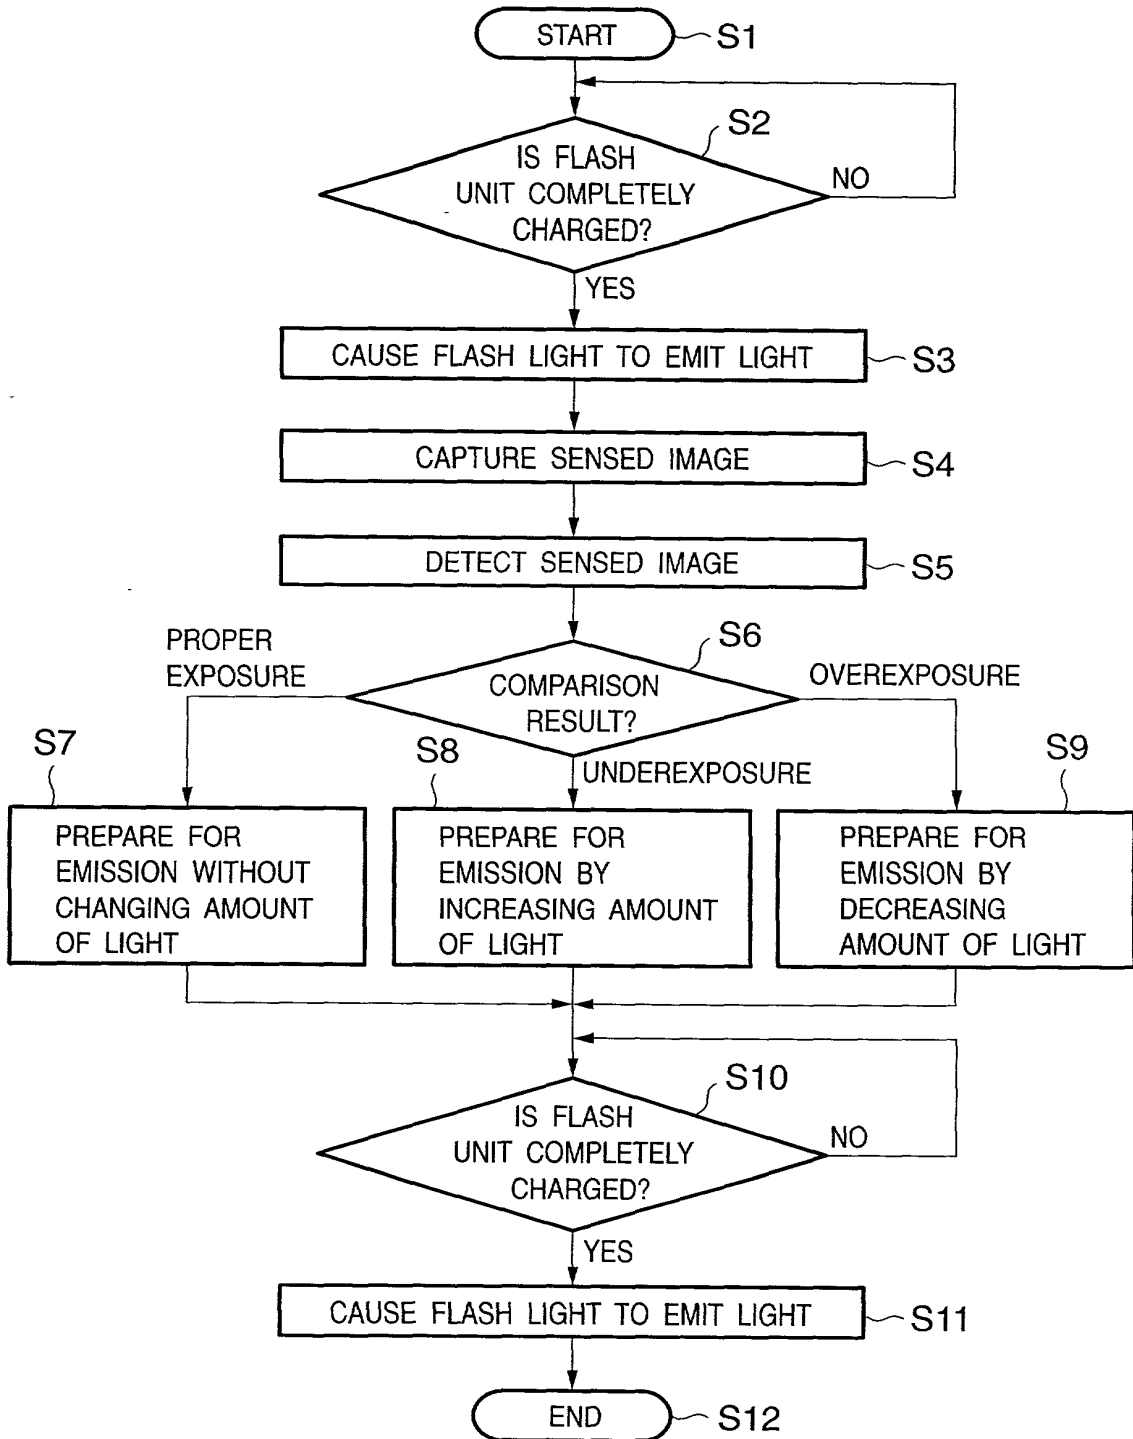 START
S1
S2
IS FLASH
UNIT COMPLETELY
CHARGED?
NO
YES
CAUSE FLASH LIGHT TO EMIT LIGHT
S3
CAPTURE SENSED IMAGE
S4
DETECT SENSED IMAGE
S5
S6
PROPER
EXPOSURE
COMPARISON
RESULT?
OVEREXPOSURE
UNDEREXPOSURE
S7
PREPARE FOR
EMISSION WITHOUT
CHANGING AMOUNT
OF LIGHT
S8
PREPARE FOR
EMISSION BY
INCREASING AMOUNT
OF LIGHT
S9
PREPARE FOR
EMISSION BY
DECREASING
AMOUNT OF LIGHT
S10
IS FLASH
UNIT COMPLETELY
CHARGED?
NO
YES
CAUSE FLASH LIGHT TO EMIT LIGHT
S11
END
S12